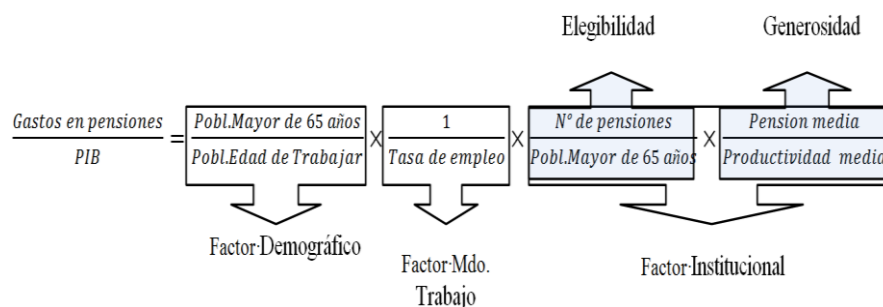 Elegibilidad Generosidad
Gastos en pensiones / PIB = Pobl.Mayor de 65 años / Pobl.Edad de Trabajar × 1 / Tasa de empleo × Nº de pensiones / Pobl.Mayor de 65 años × Pension media / Productividad media
Factor·Demográfico
Factor·Mdo.
Trabajo
Factor·Institucional